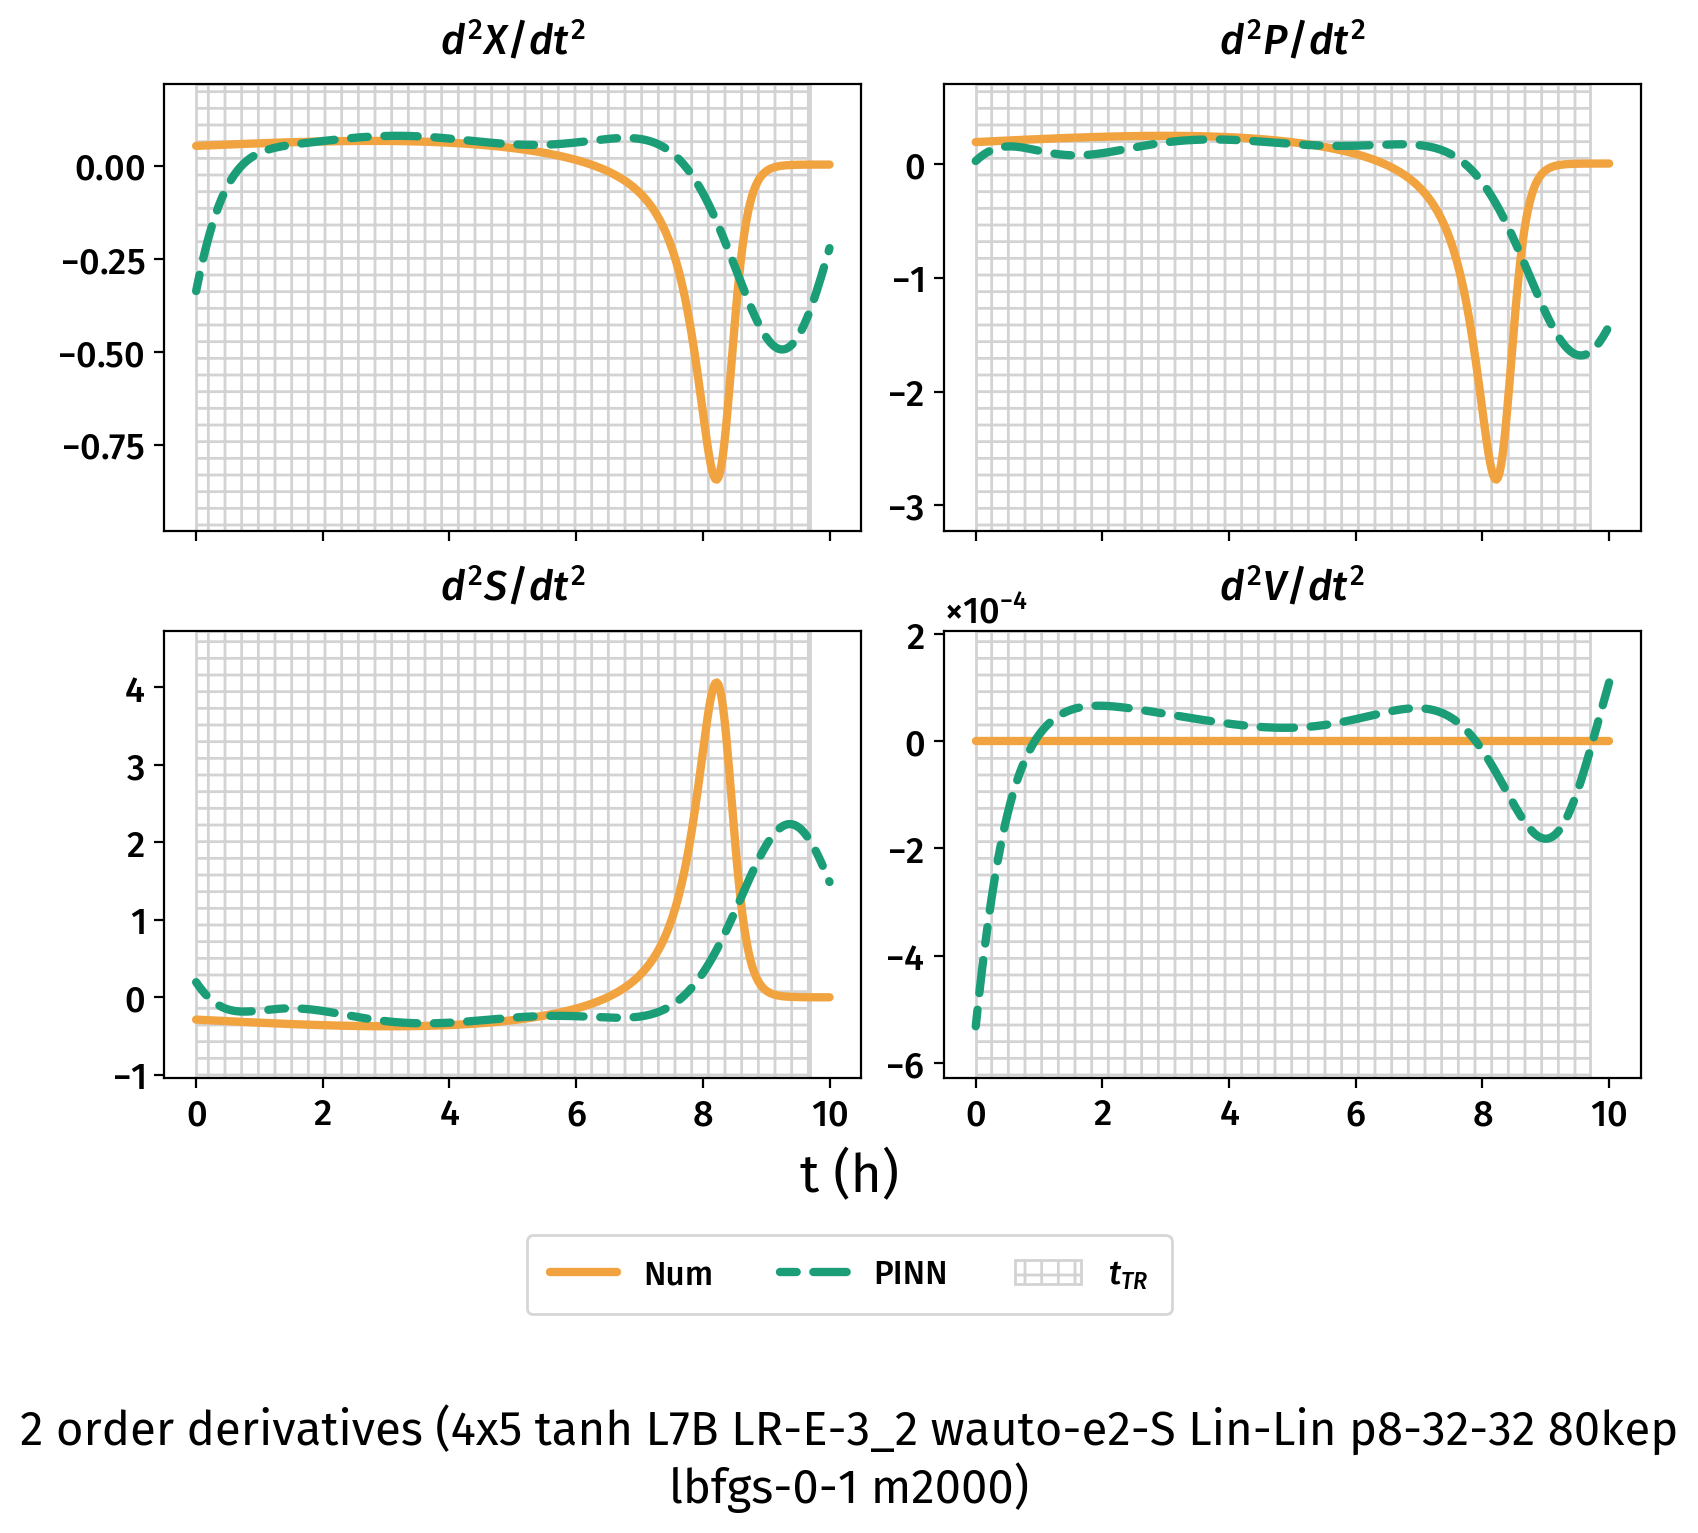 d²X/dt²
d²P/dt²
0.00
−0.25
−0.50
−0.75
0
−1
−2
−3
d²S/dt²
d²V/dt²
×10⁻⁴
4
3
2
1
0
−1
2
0
−2
−4
−6
0 2 4 6 8 10
0 2 4 6 8 10
t (h)
Num PINN t_TR
2 order derivatives (4x5 tanh L7B LR-E-3_2 wauto-e2-S Lin-Lin p8-32-32 80kep
lbfgs-0-1 m2000)